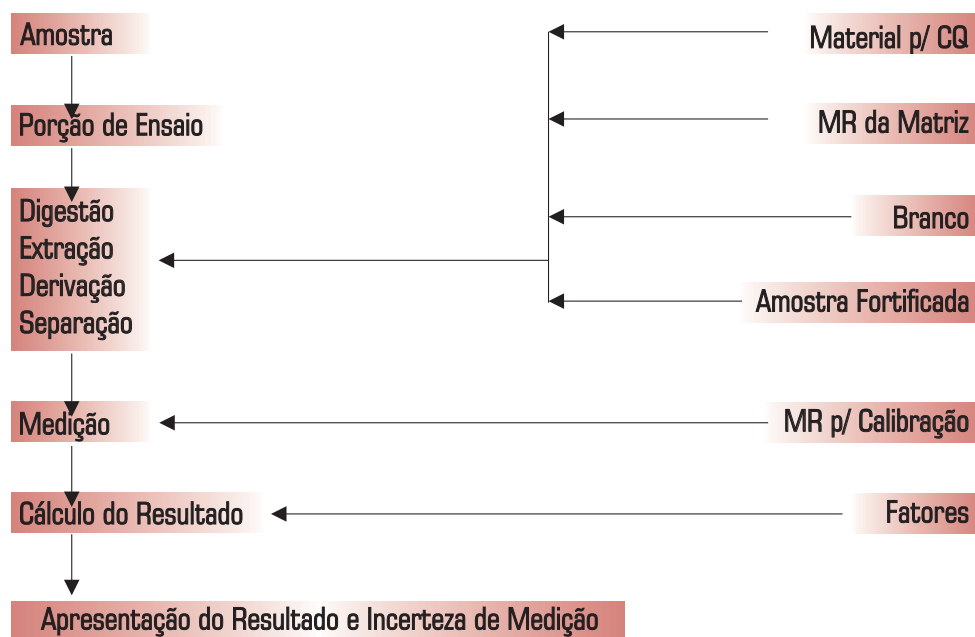 Amostra
Material p/ CQ
Porção de Ensaio
MR da Matriz
Digestão
Extração
Derivação
Separação
Branco
Amostra Fortificada
Medição
MR p/ Calibração
Cálculo do Resultado
Fatores
Apresentação do Resultado e Incerteza de Medição